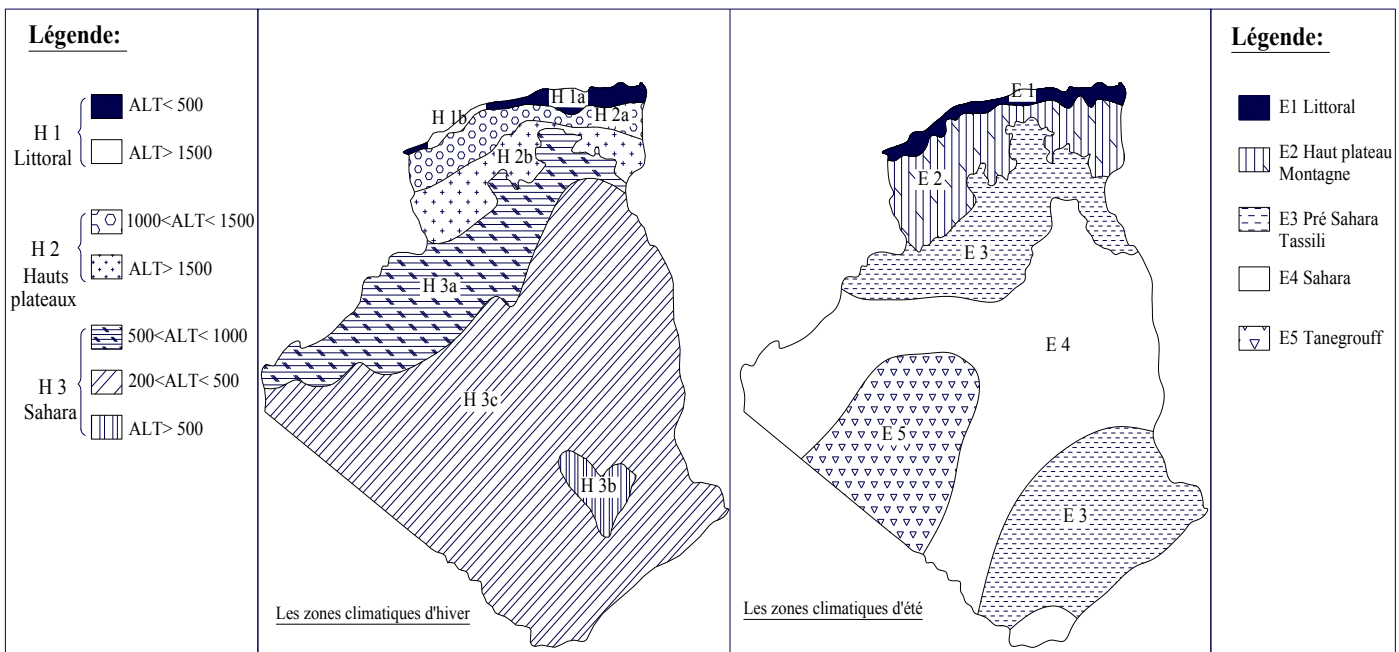 Légende:
ALT< 500
H 1
Littoral
ALT> 1500
1000<ALT< 1500
H 2
Hauts
plateaux
ALT> 1500
500<ALT< 1000
H 3
Sahara
200<ALT< 500
ALT> 500
H 1a
H 1b
H 2a
H 2b
H 3a
H 3c
H 3b
Les zones climatiques d'hiver
E 1
E 2
E 3
E 4
E 5
E 3
Les zones climatiques d'été
Légende:
E1 Littoral
E2 Haut plateau
Montagne
E3 Pré Sahara
Tassili
E4 Sahara
E5 Tanegrouff